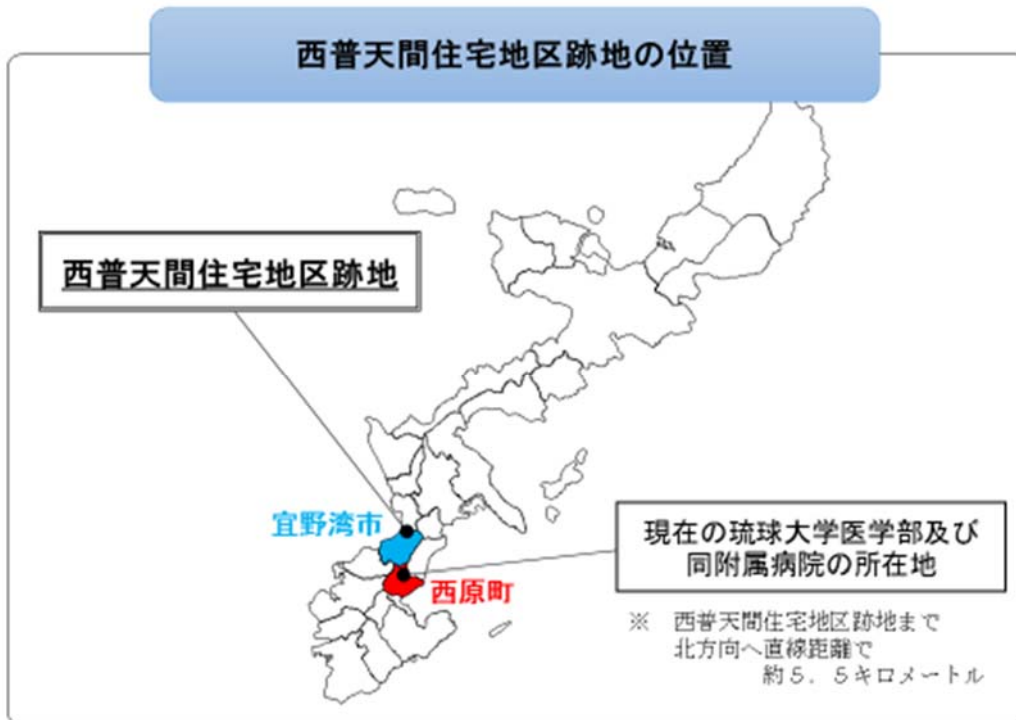 西普天間住宅地区跡地の位置
西普天間住宅地区跡地
宜野湾市
現在の琉球大学医学部及び
同附属病院の所在地
西原町
※ 西普天間住宅地区跡地まで
北方向へ直線距離で
約５．５キロメートル